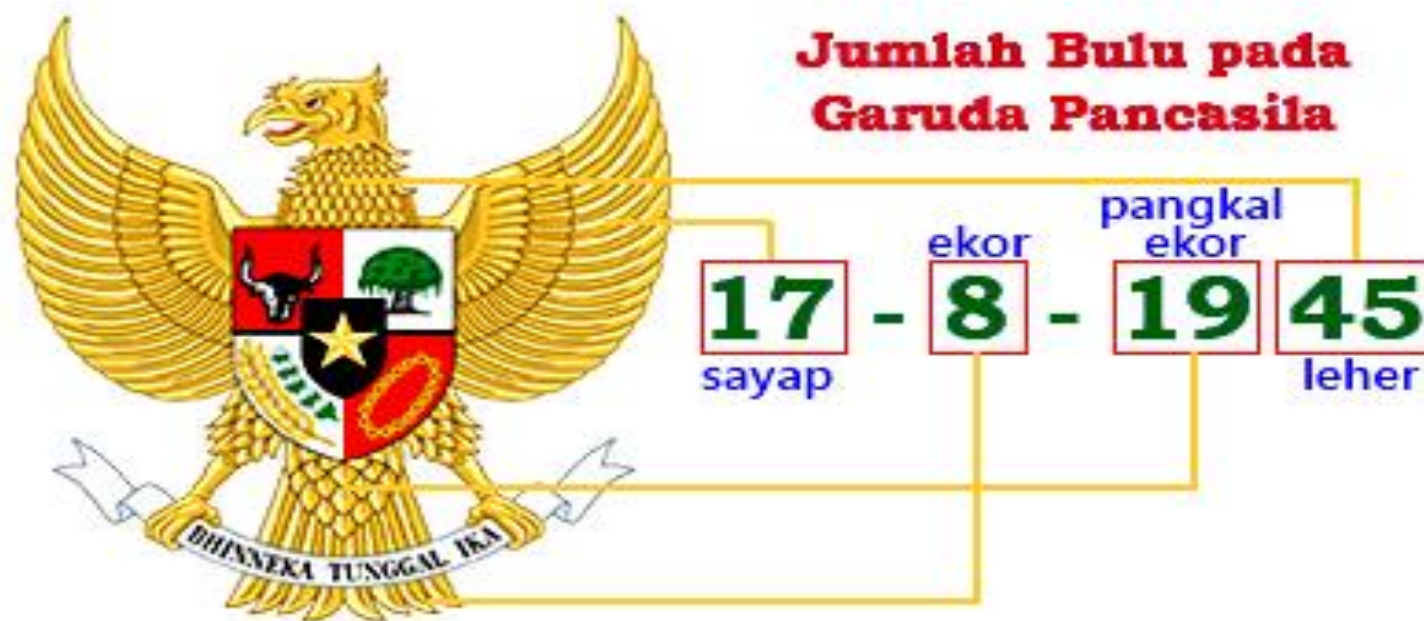 Jumlah Bulu pada
Garuda Pancasila
pangkal
ekor ekor
17 - 8 - 19 45
sayap leher
BHINNEKA TUNGGAL IKA